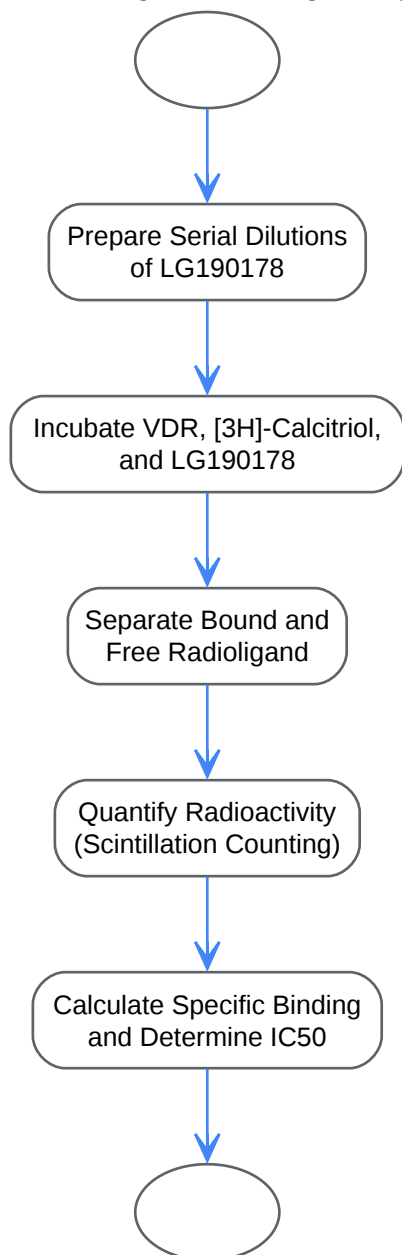 Prepare Serial Dilutions
of LG190178
Incubate VDR, [3H]-Calcitriol,
and LG190178
Separate Bound and
Free Radioligand
Quantify Radioactivity
(Scintillation Counting)
Calculate Specific Binding
and Determine IC50